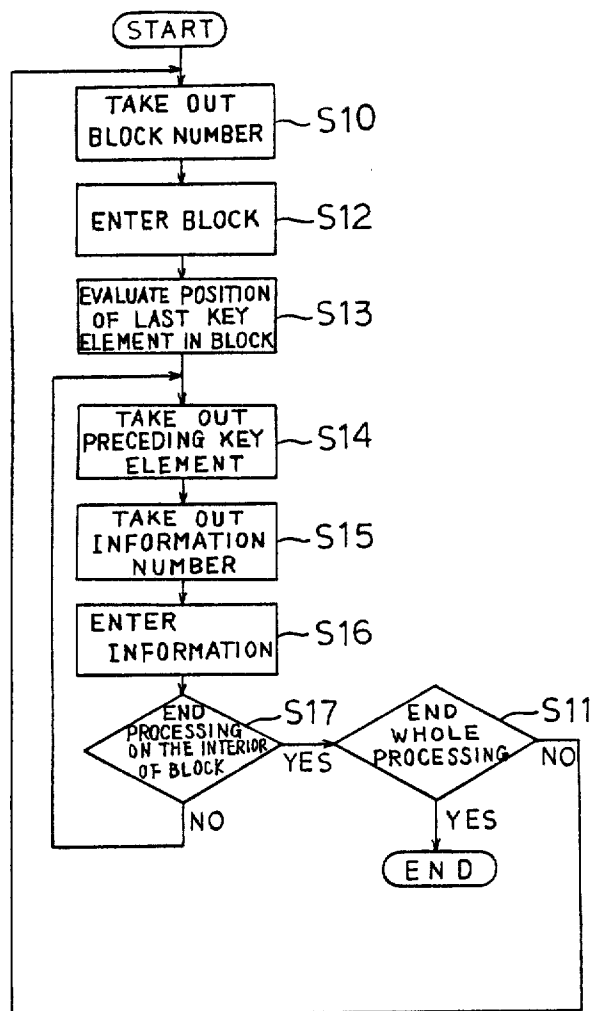 START
TAKE OUT
BLOCK NUMBER
S10
ENTER BLOCK
S12
EVALUATE POSITION
OF LAST KEY
ELEMENT IN BLOCK
S13
TAKE OUT
PRECEDING KEY
ELEMENT
S14
TAKE OUT
INFORMATION
NUMBER
S15
ENTER
INFORMATION
S16
END
PROCESSING
ON THE INTERIOR
OF BLOCK
S17
YES
NO
END
WHOLE
PROCESSING
S11
NO
YES
END